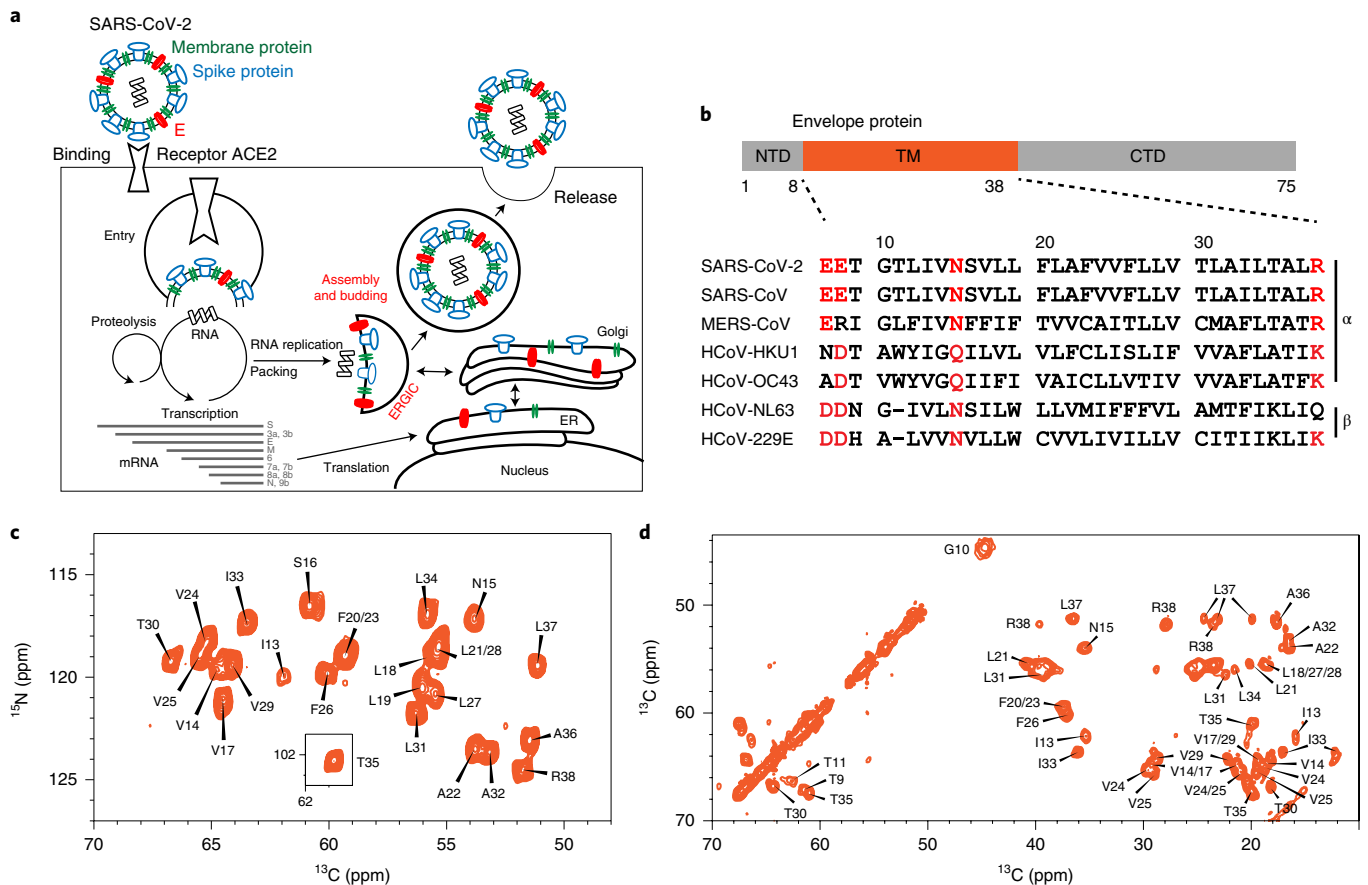 a
SARS-CoV-2
Membrane protein
Spike protein
E
Binding
Receptor ACE2
Release
Entry
Assembly
and budding
Proteolysis
RNA
RNA replication
Packing
Golgi
ERGIC
Transcription
ER
S
3a, 3b
E
M
6
7a, 7b
8a, 8b
N, 9b
mRNA
Translation
Nucleus
b
Envelope protein
NTD TM CTD
1 8 38 75
10 20 30
SARS-CoV-2 EET GTLIVNSVLL FLAFVVFLLV TLAILTALR
SARS-CoV EET GTLIVNSVLL FLAFVVFLLV TLAILTALR
MERS-CoV ERI GLFIVNFFIF TVVCAITLLV CMAFLTATR
HCoV-HKU1 NDT AWYIGQILVL VLFCLISLIF VVAFLATIK
HCoV-OC43 ADT VWYVGQIIFI VAICLLVTIV VVAFLATFK
HCoV-NL63 DDN G-IVLNSILW LLVMIFFFVL AMTFIKLIQ
HCoV-229E DDH A-LVVNVLLW CVVLIVILLV CITIIKLIK
α
β
c
115
120
125
15N (ppm)
70 65 60 55 50
13C (ppm)
T30
V24
I33
S16
L34
N15
L37
I13
F20/23
L18
L21/28
V25
V14
V17
V29
F26
L19
L27
L31
A36
R38
A22
A32
102
62
T35
d
50
60
70
13C (ppm)
70 60 50 40 30 20
13C (ppm)
G10
L37
R38
N15
L37
R38
A36
R38
A32
A22
L21
L31
L18/27/28
L34
L21
L31
F20/23
F26
I13
I33
T35
I13
V17/29
I33
T11
T9
T35
T30
V24
V25
V14/17
V24/25
V14
V24
V25
T35
T30